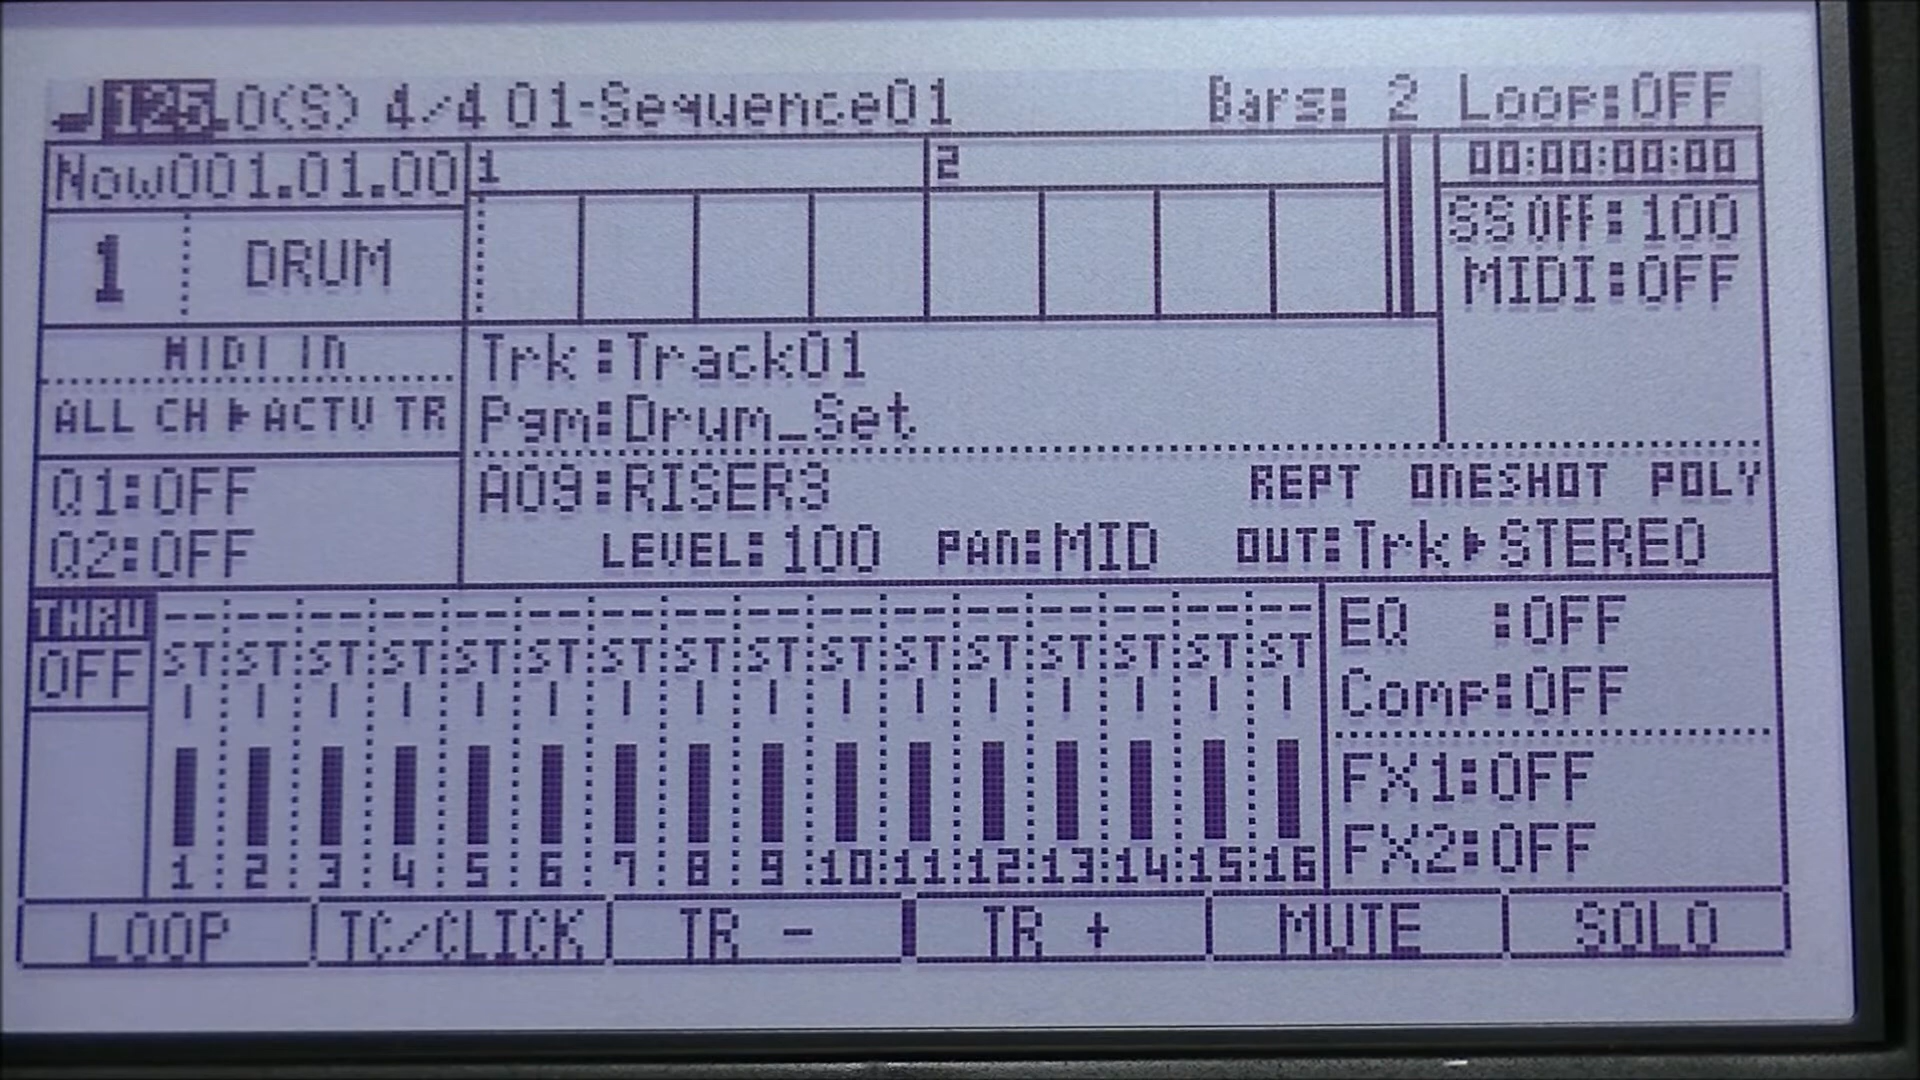 125.0(S) 4/4 01-Sequence01 Bars: 2 Loop:OFF
Now001.01.00 1 2 00:00:00:00
1 DRUM SS OFF:100
MIDI:OFF
MIDI IN Trk:Track01
ALL CH▶ACTV TR Pgm:Drum_Set
Q1:OFF A09:RISER3 REPT ONESHOT POLY
Q2:OFF LEVEL:100 PAN:MID OUT:Trk▶STEREO
THRU -- -- -- -- -- -- -- -- -- -- -- -- -- -- -- -- EQ :OFF
OFF ST ST ST ST ST ST ST ST ST ST ST ST ST ST ST ST Comp:OFF
FX1:OFF
1 2 3 4 5 6 7 8 9 10 11 12 13 14 15 16 FX2:OFF
LOOP TC/CLICK TR - TR + MUTE SOLO